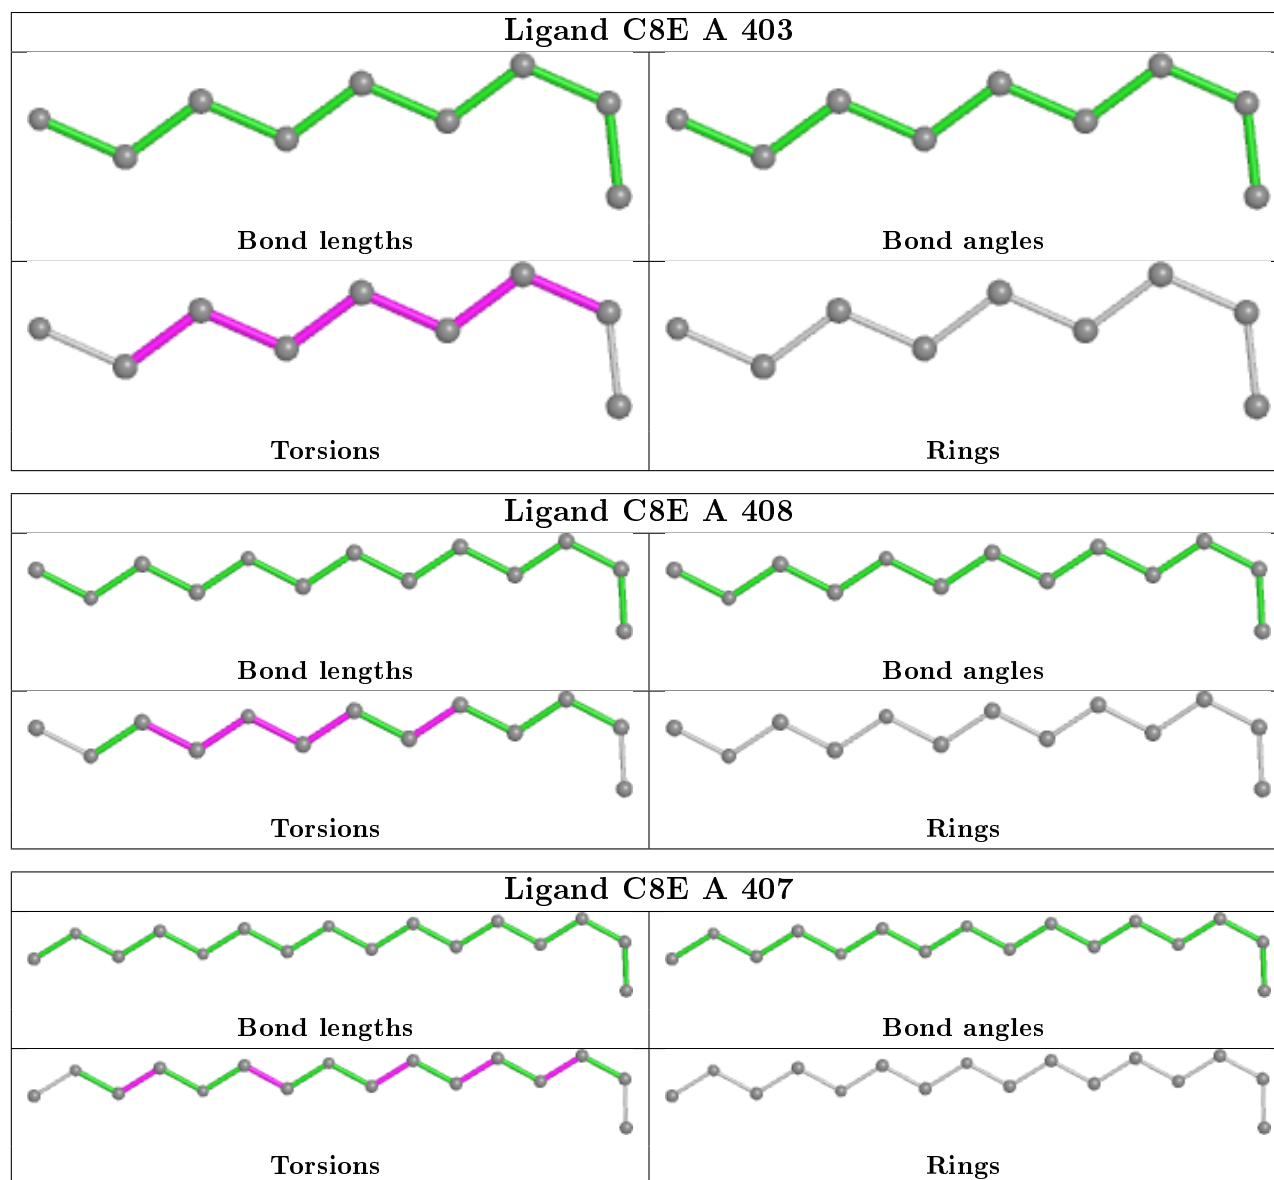 Ligand C8E A 403
Bond lengths
Bond angles
Torsions
Rings
Ligand C8E A 408
Bond lengths
Bond angles
Torsions
Rings
Ligand C8E A 407
Bond lengths
Bond angles
Torsions
Rings